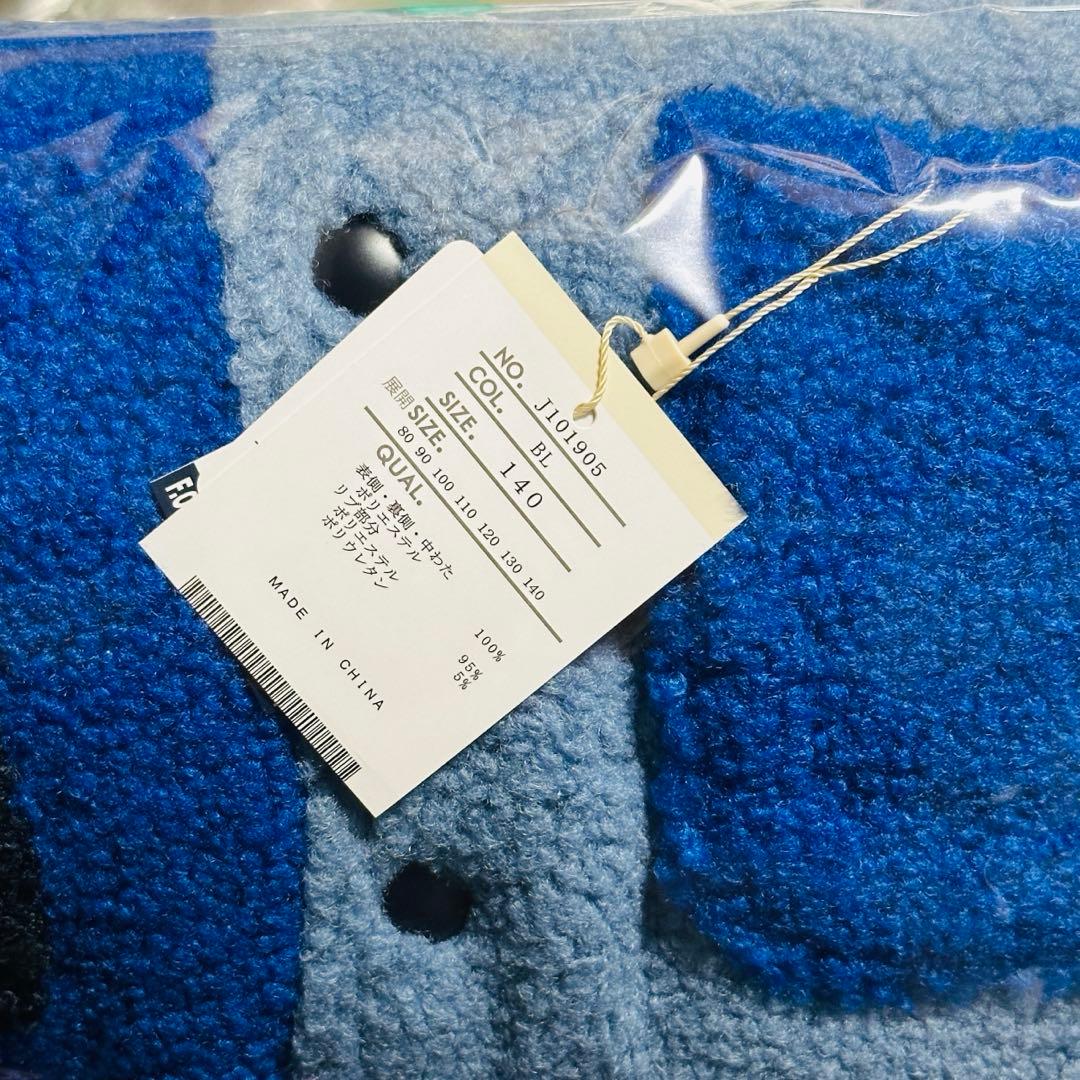 NO. J101905
COL. BL
SIZE. 140
展開 SIZE.
80 90 100 110 120 130 140
QUAL.
表側・裏側・中わた
ポリエステル 100%
リブ部分
ポリエステル 95%
ポリウレタン 5%
MADE IN CHINA